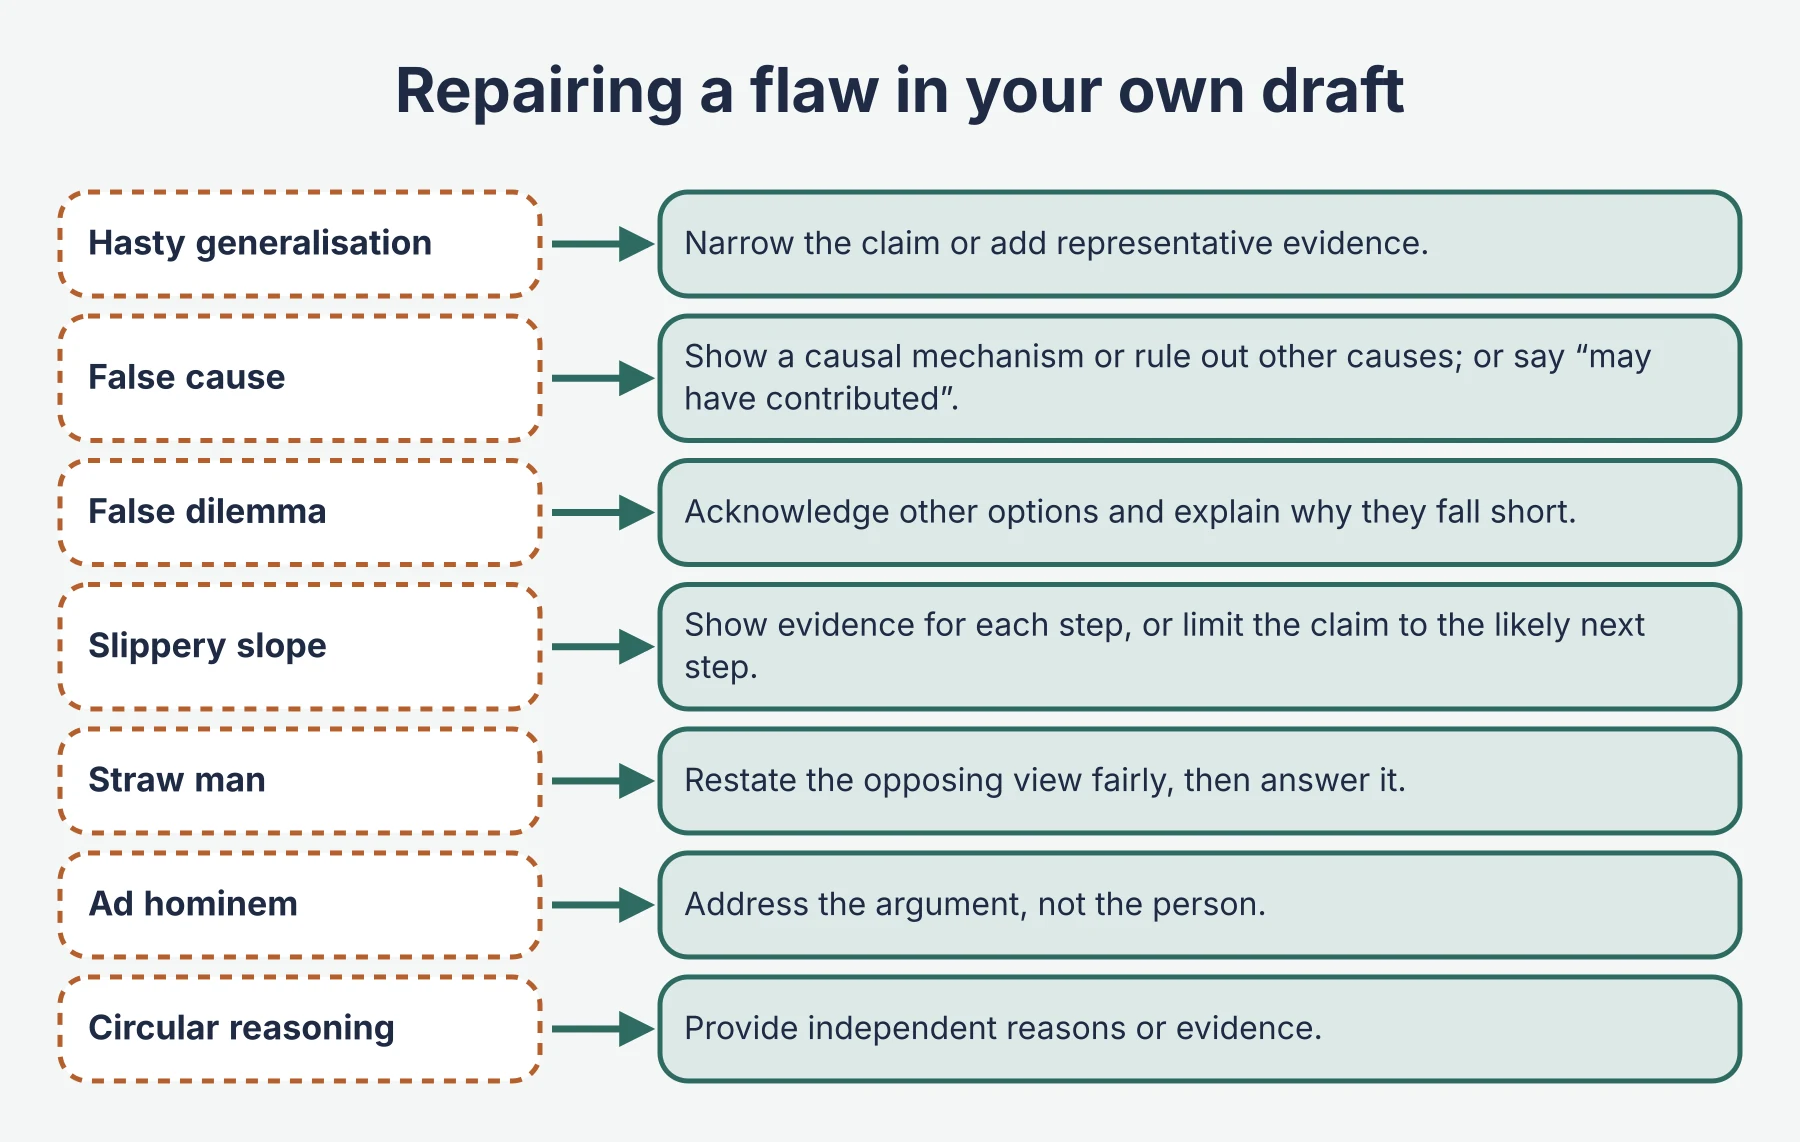 Repairing a flaw in your own draft
Hasty generalisation
Narrow the claim or add representative evidence.
False cause
Show a causal mechanism or rule out other causes; or say “may
have contributed”.
False dilemma
Acknowledge other options and explain why they fall short.
Slippery slope
Show evidence for each step, or limit the claim to the likely next
step.
Straw man
Restate the opposing view fairly, then answer it.
Ad hominem
Address the argument, not the person.
Circular reasoning
Provide independent reasons or evidence.